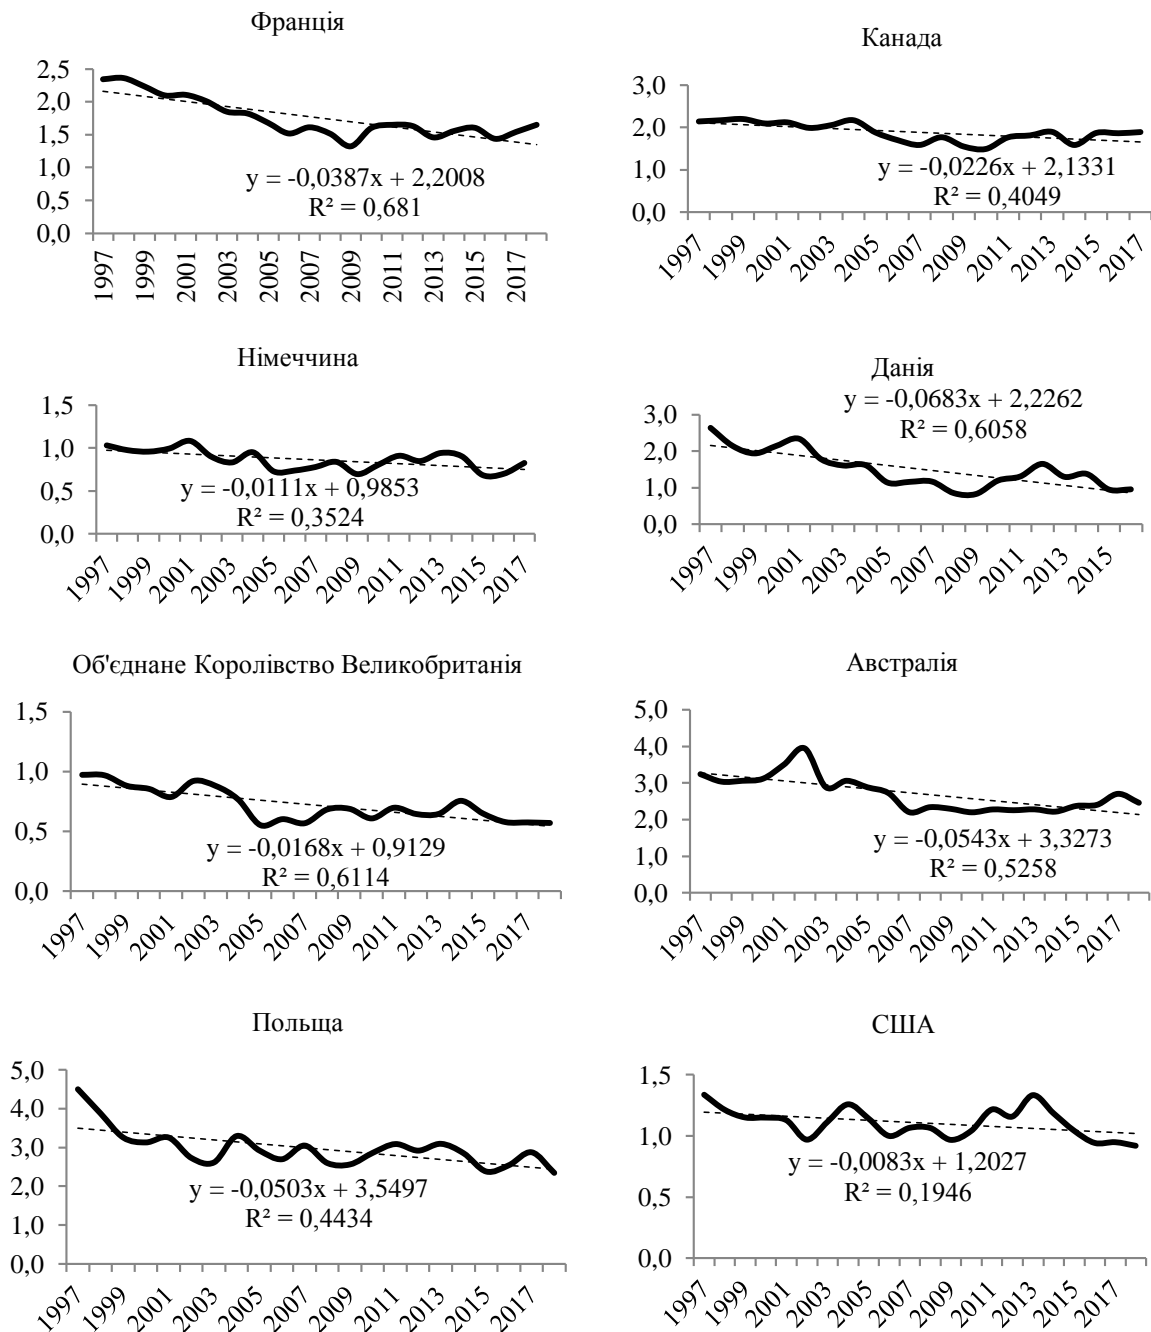 Франція
2,5
2,0
1,5
1,0
0,5
0,0
y = -0,0387x + 2,2008
R² = 0,681
1997 1999 2001 2003 2005 2007 2009 2011 2013 2015 2017
Канада
3,0
2,0
1,0
0,0
y = -0,0226x + 2,1331
R² = 0,4049
1997 1999 2001 2003 2005 2007 2009 2011 2013 2015 2017
Німеччина
1,5
1,0
0,5
0,0
y = -0,0111x + 0,9853
R² = 0,3524
1997 1999 2001 2003 2005 2007 2009 2011 2013 2015 2017
Данія
y = -0,0683x + 2,2262
R² = 0,6058
3,0
2,0
1,0
0,0
1997 1999 2001 2003 2005 2007 2009 2011 2013 2015
Об'єднане Королівство Великобританія
1,5
1,0
0,5
0,0
y = -0,0168x + 0,9129
R² = 0,6114
1997 1999 2001 2003 2005 2007 2009 2011 2013 2015 2017
Австралія
5,0
4,0
3,0
2,0
1,0
0,0
y = -0,0543x + 3,3273
R² = 0,5258
1997 1999 2001 2003 2005 2007 2009 2011 2013 2015 2017
Польща
5,0
4,0
3,0
2,0
1,0
0,0
y = -0,0503x + 3,5497
R² = 0,4434
1997 1999 2001 2003 2005 2007 2009 2011 2013 2015 2017
США
1,5
1,0
0,5
0,0
y = -0,0083x + 1,2027
R² = 0,1946
1997 1999 2001 2003 2005 2007 2009 2011 2013 2015 2017